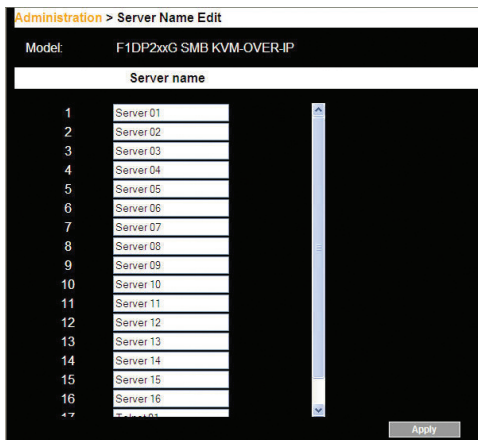 Administration > Server Name Edit
Model: F1DP2xxG SMB KVM-OVER-IP
Server name
1 Server 01
2 Server 02
3 Server 03
4 Server 04
5 Server 05
6 Server 06
7 Server 07
8 Server 08
9 Server 09
10 Server 10
11 Server 11
12 Server 12
13 Server 13
14 Server 14
15 Server 15
16 Server 16
17 Telnet 01
Apply